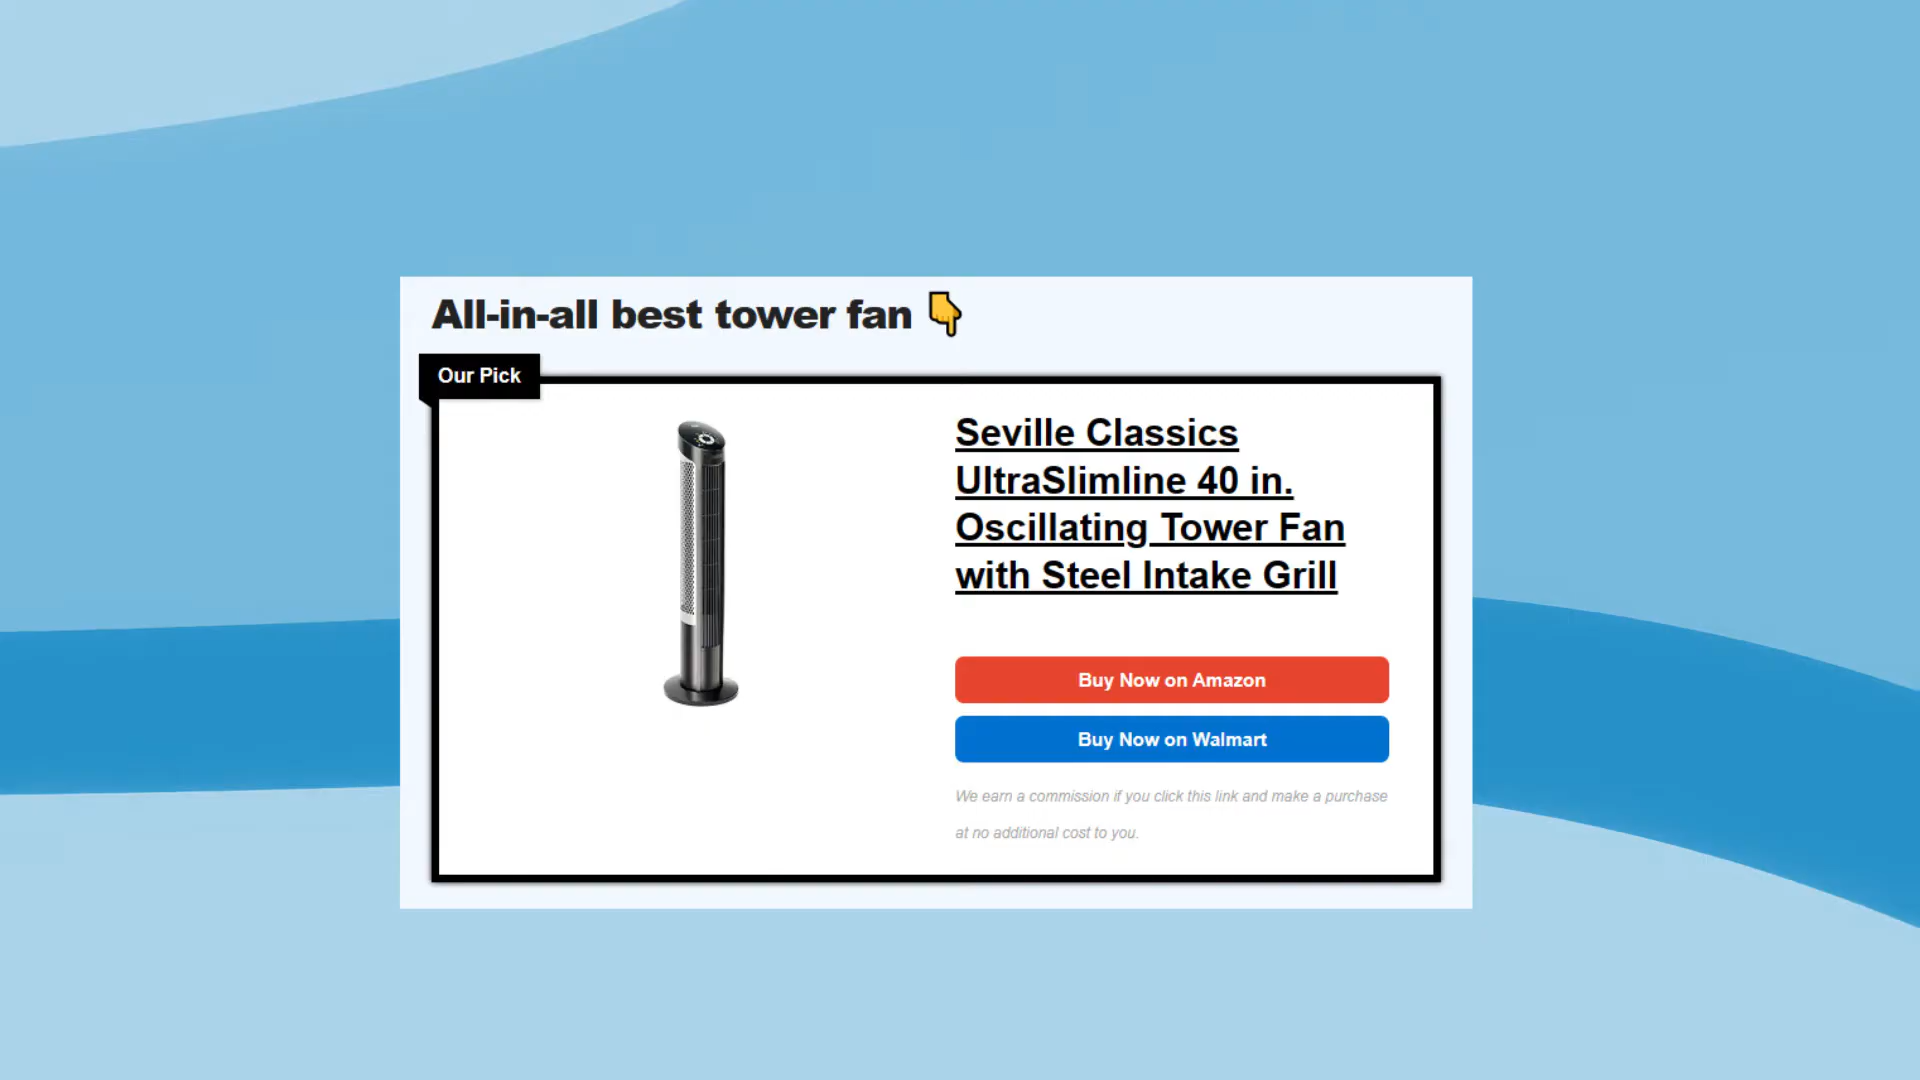 All-in-all best tower fan 👇
Our Pick
Seville Classics
UltraSlimline 40 in.
Oscillating Tower Fan
with Steel Intake Grill
Buy Now on Amazon
Buy Now on Walmart
We earn a commission if you click this link and make a purchase
at no additional cost to you.